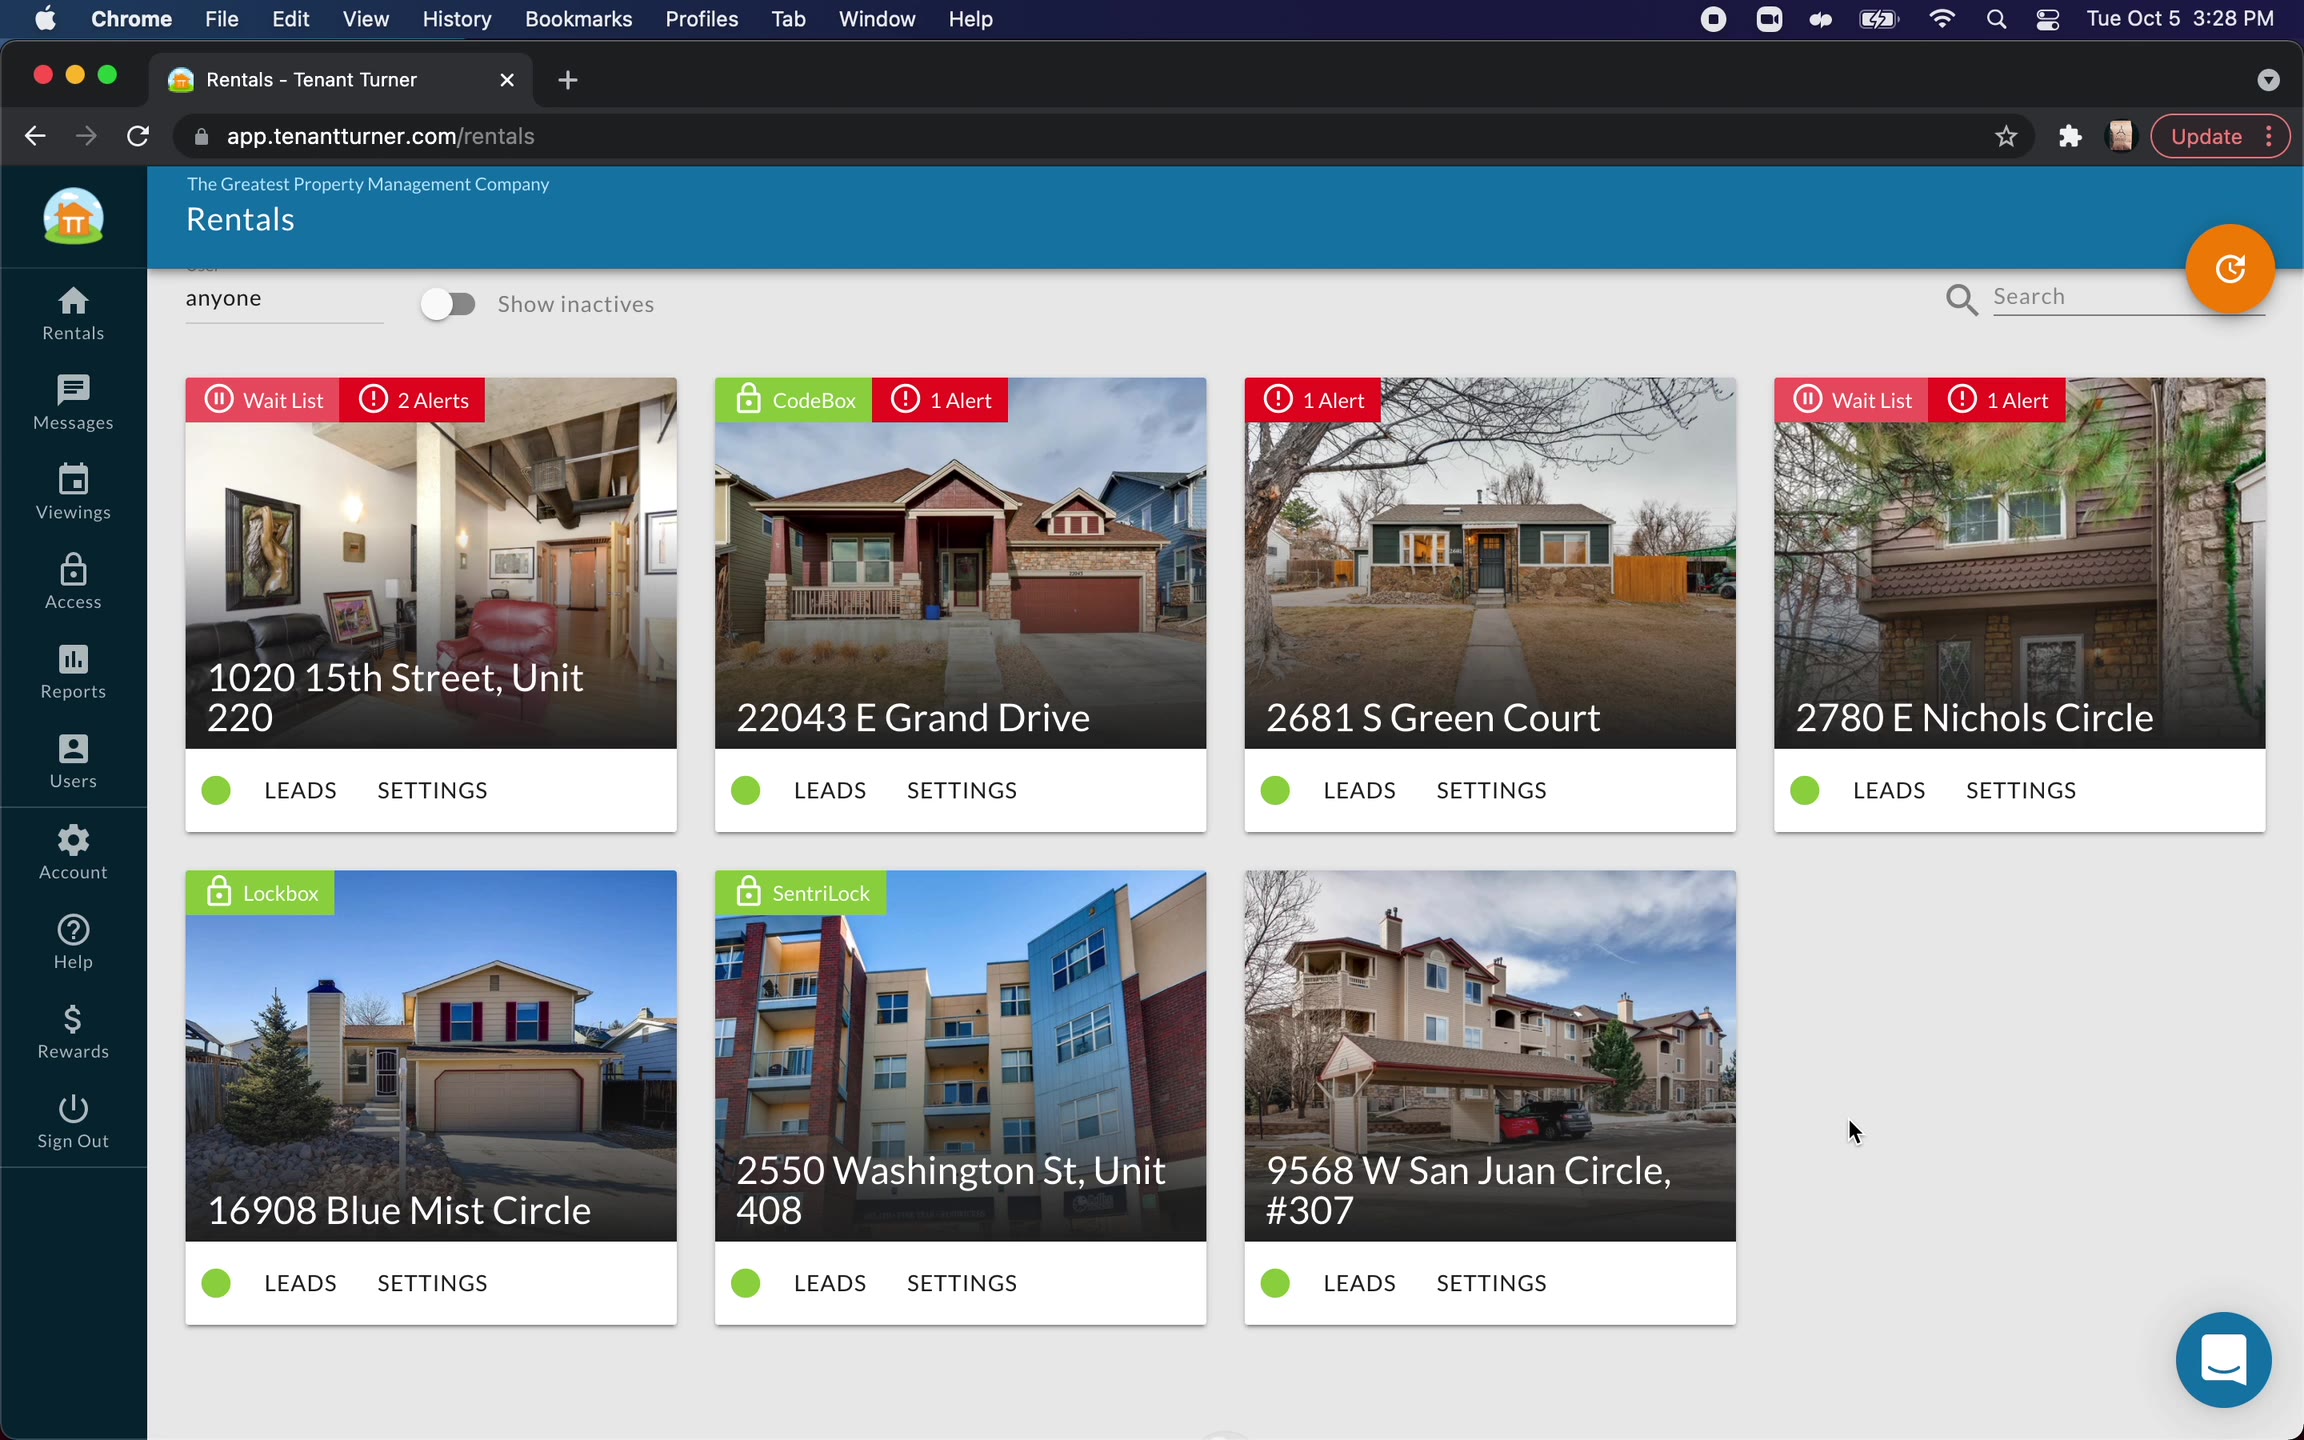 Chrome File Edit View History Bookmarks Profiles Tab Window Help
Tue Oct 5 3:28 PM
Rentals - Tenant Turner
app.tenantturner.com/rentals
Update
The Greatest Property Management Company
Rentals
anyone
Show inactives
Search
Rentals
Messages
Viewings
Access
Reports
Users
Account
Help
Rewards
Sign Out
Wait List 2 Alerts
1020 15th Street, Unit
220
LEADS SETTINGS
CodeBox 1 Alert
22043 E Grand Drive
LEADS SETTINGS
1 Alert
2681 S Green Court
LEADS SETTINGS
Wait List 1 Alert
2780 E Nichols Circle
LEADS SETTINGS
Lockbox
16908 Blue Mist Circle
LEADS SETTINGS
SentriLock
2550 Washington St, Unit
408
LEADS SETTINGS
9568 W San Juan Circle,
#307
LEADS SETTINGS